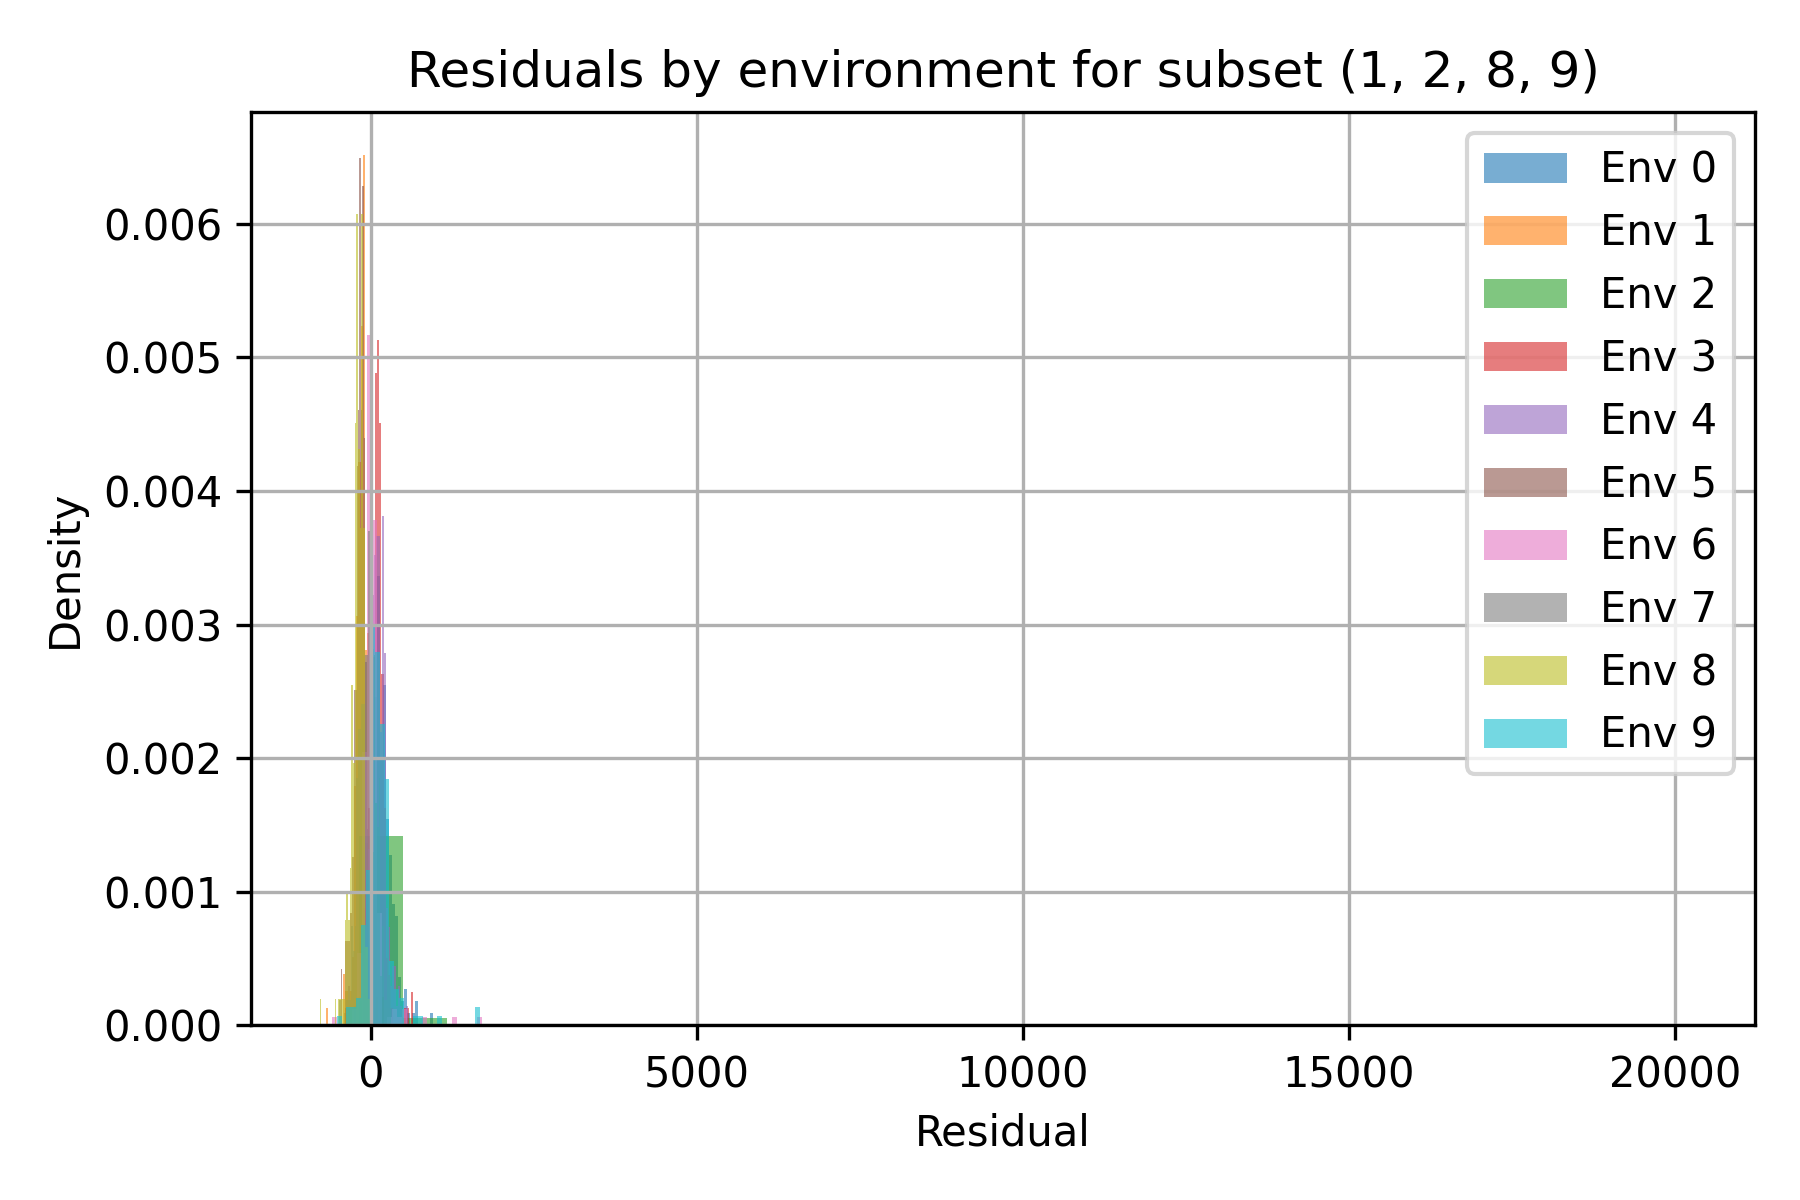 Residuals by environment for subset (1, 2, 8, 9)
Env 0
Env 1
Env 2
Env 3
Env 4
Env 5
Env 6
Env 7
Env 8
Env 9
Density
0.006
0.005
0.004
0.003
0.002
0.001
0.000
0
5000
10000
15000
20000
Residual